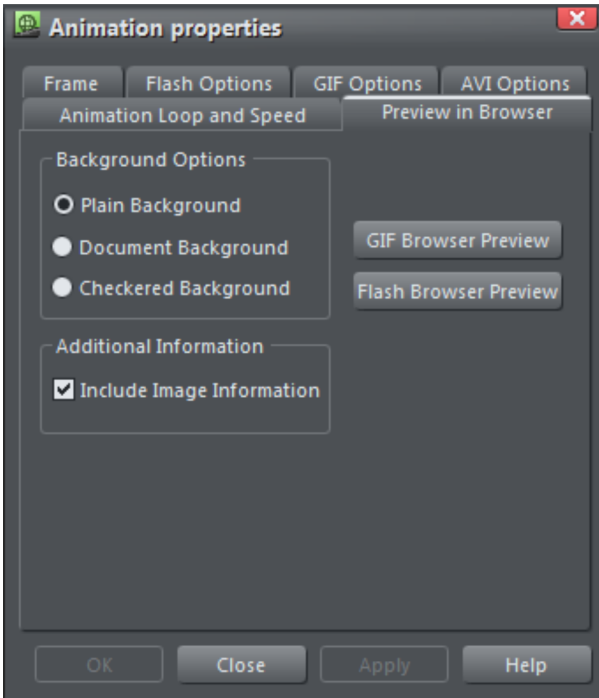 Animation properties
Frame Flash Options GIF Options AVI Options
Animation Loop and Speed Preview in Browser
Background Options
Plain Background
Document Background
Checkered Background
GIF Browser Preview
Flash Browser Preview
Additional Information
Include Image Information
OK Close Apply Help